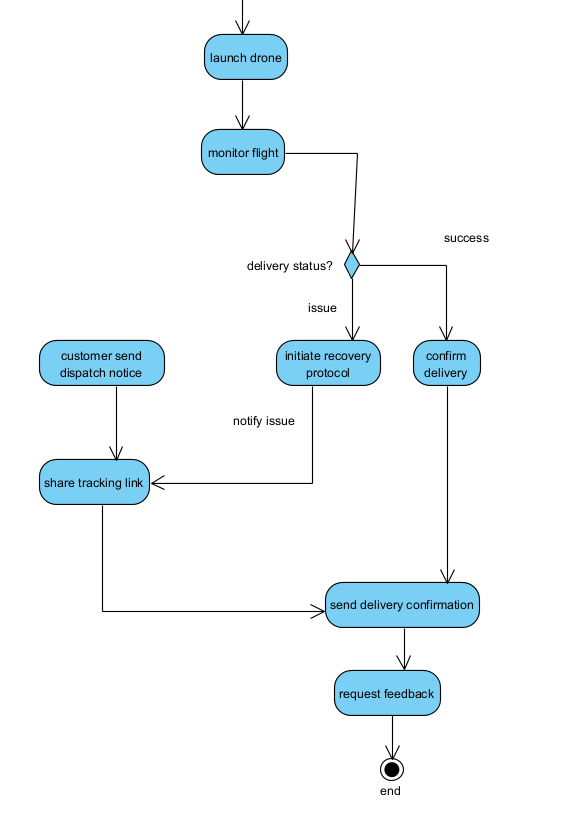 launch drone
monitor flight
success
delivery status?
issue
customer send
dispatch notice
initiate recovery
protocol
confirm
delivery
notify issue
share tracking link
send delivery confirmation
request feedback
end